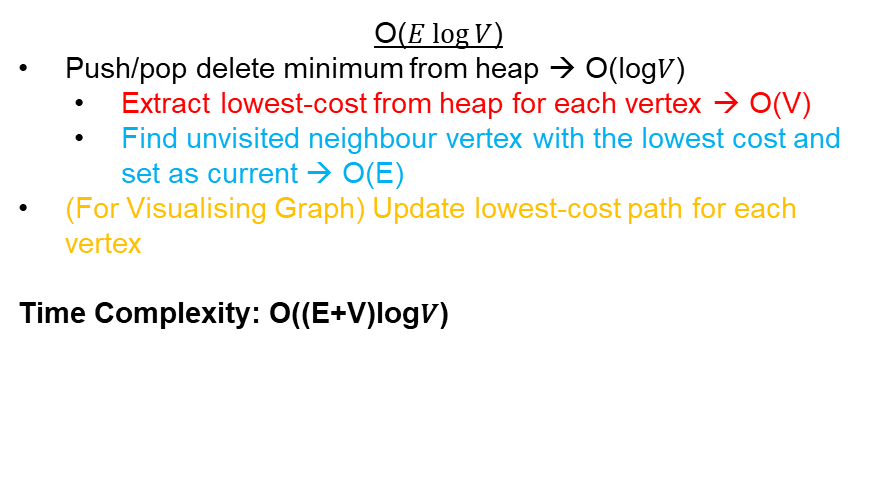 O(E log V)
• Push/pop delete minimum from heap → O(logV)
• Extract lowest-cost from heap for each vertex → O(V)
• Find unvisited neighbour vertex with the lowest cost and
set as current → O(E)
• (For Visualising Graph) Update lowest-cost path for each
vertex
Time Complexity: O((E+V)logV)